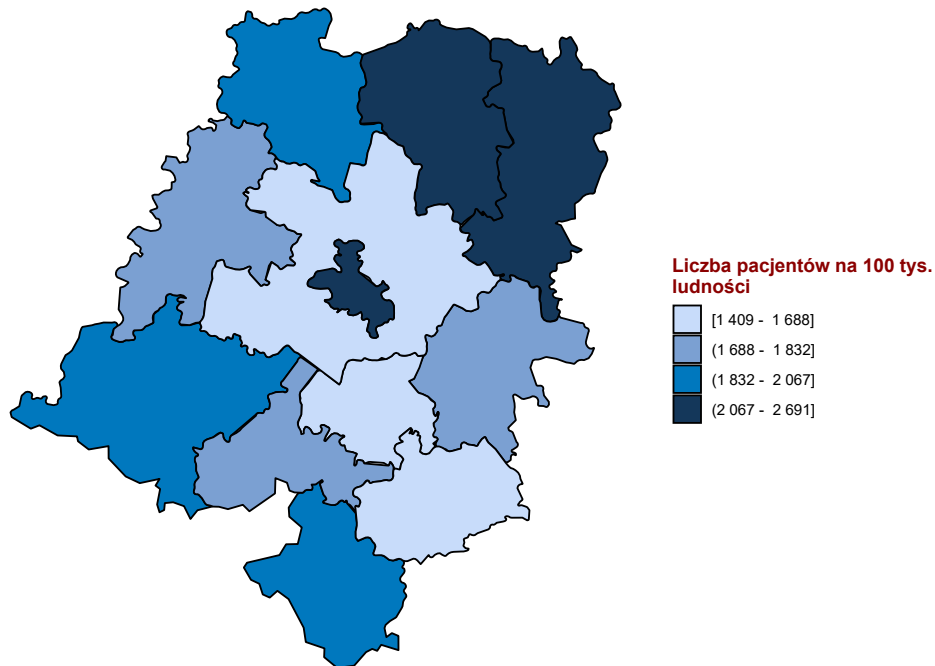 Liczba pacjentów na 100 tys.
ludności
[1 409 - 1 688]
(1 688 - 1 832]
(1 832 - 2 067]
(2 067 - 2 691]